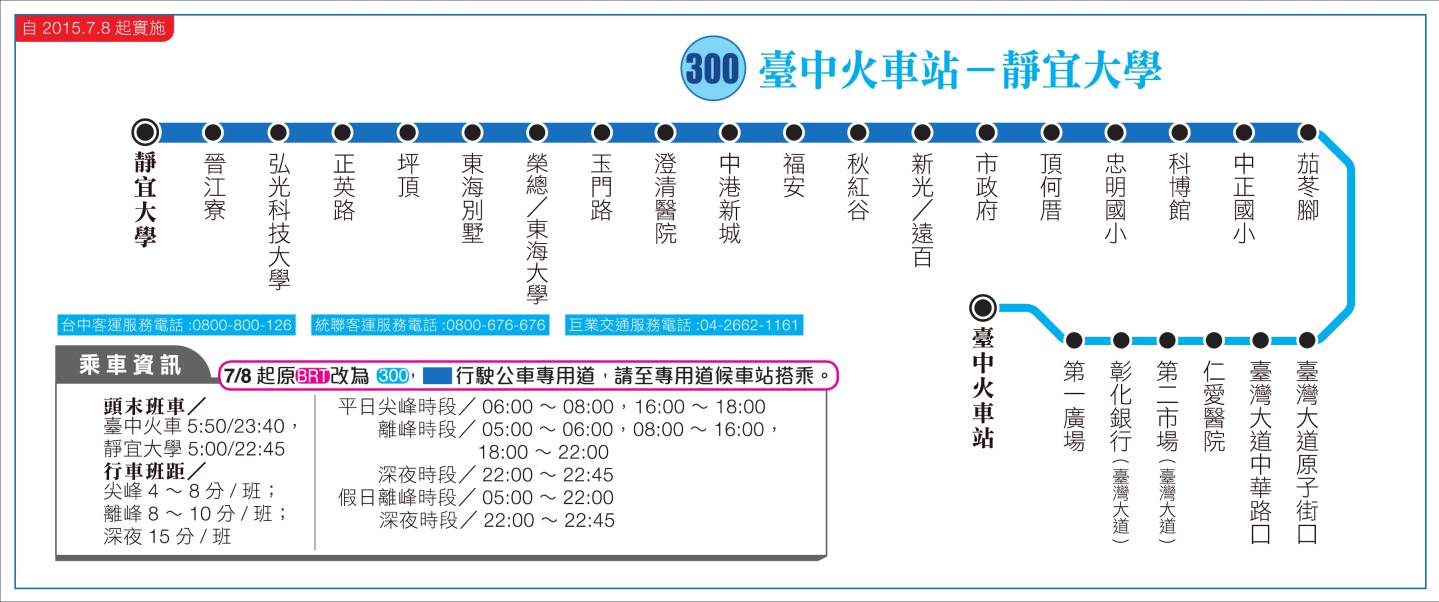 自 2015.7.8 起實施
300 臺中火車站－靜宜大學
靜宜大學
晉江寮
弘光科技大學
正英路
坪頂
東海別墅
榮總／東海大學
玉門路
澄清醫院
中港新城
福安
秋紅谷
新光／遠百
市政府
頂何厝
忠明國小
科博館
中正國小
茄苳腳
臺中火車站
第一廣場
彰化銀行(臺灣大道)
第二市場(臺灣大道)
仁愛醫院
臺灣大道中華路口
臺灣大道原子街口
台中客運服務電話:0800-800-126
統聯客運服務電話:0800-676-676
巨業交通服務電話:04-2662-1161
乘車資訊
7/8 起原BRT改為 300， 行駛公車專用道，請至專用道候車站搭乘。
頭末班車／
臺中火車 5:50/23:40，
靜宜大學 5:00/22:45
行車班距／
尖峰 4～8 分 / 班；
離峰 8～10 分 / 班；
深夜 15 分 / 班
平日尖峰時段／ 06:00～08:00，16:00～18:00
離峰時段／ 05:00～06:00，08:00～16:00，
18:00～22:00
深夜時段／ 22:00～22:45
假日離峰時段／ 05:00～22:00
深夜時段／ 22:00～22:45